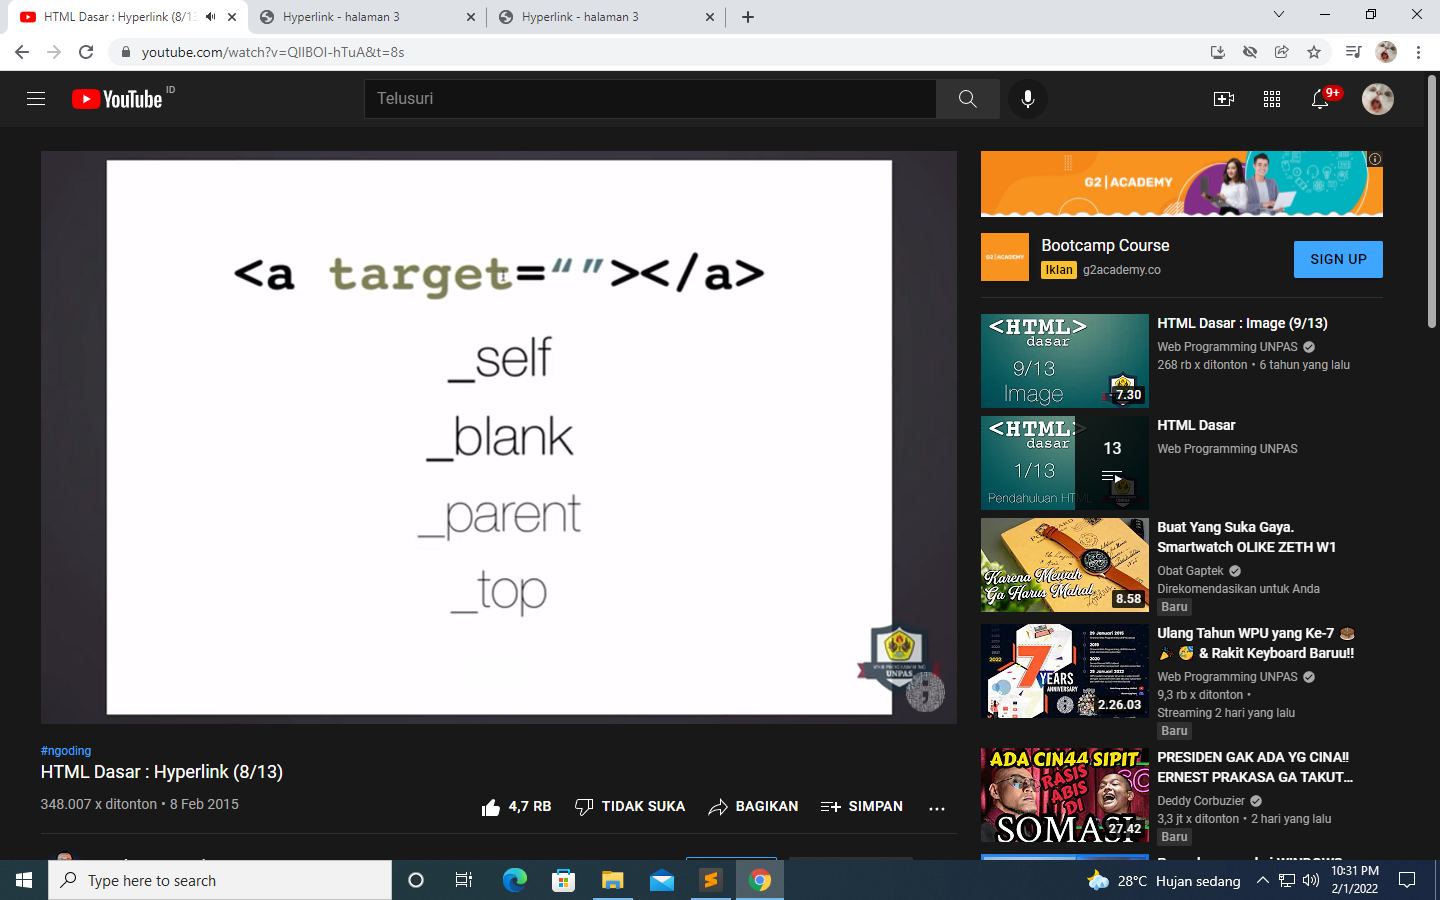 HTML Dasar : Hyperlink (8/13
Hyperlink - halaman 3
Hyperlink - halaman 3
youtube.com/watch?v=QIIBOI-hTuA&t=8s
YouTube ID
Telusuri
9+
<a target=“”></a>
_self
_blank
_parent
_top
UNPAS
#ngoding
HTML Dasar : Hyperlink (8/13)
348.007 x ditonton • 8 Feb 2015
4,7 RB
TIDAK SUKA
BAGIKAN
SIMPAN
G2 | ACADEMY
Bootcamp Course
Iklan g2academy.co
SIGN UP
<HTML>
dasar
9/13
Image
7.30
HTML Dasar : Image (9/13)
Web Programming UNPAS
268 rb x ditonton • 6 tahun yang lalu
<HTML>
dasar
1/13
Pendahuluan HTML
13
HTML Dasar
Web Programming UNPAS
Karena Mewah
Ga Harus Mahal
8.58
Buat Yang Suka Gaya.
Smartwatch OLIKE ZETH W1
Obat Gaptek
Direkomendasikan untuk Anda
Baru
7
YEARS
ANNIVERSARY
29 Januari 2015
2022
2.26.03
Ulang Tahun WPU yang Ke-7
& Rakit Keyboard Baruu!!
Web Programming UNPAS
9,3 rb x ditonton •
Streaming 2 hari yang lalu
Baru
ADA CIN44 SIPIT
RASIS
ABIS
DI
SOMASI
27.42
PRESIDEN GAK ADA YG CINA!!
ERNEST PRAKASA GA TAKUT...
Deddy Corbuzier
3,3 jt x ditonton • 2 hari yang lalu
Baru
Type here to search
28°C Hujan sedang
10:31 PM
2/1/2022